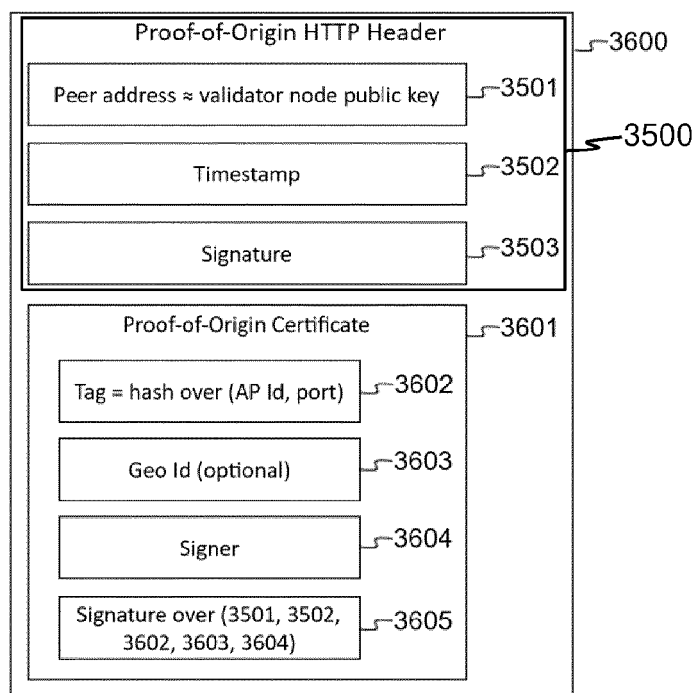 Proof-of-Origin HTTP Header
3600
Peer address ≈ validator node public key
3501
3500
Timestamp
3502
Signature
3503
Proof-of-Origin Certificate
3601
Tag = hash over (AP Id, port)
3602
Geo Id (optional)
3603
Signer
3604
Signature over (3501, 3502,
3602, 3603, 3604)
3605